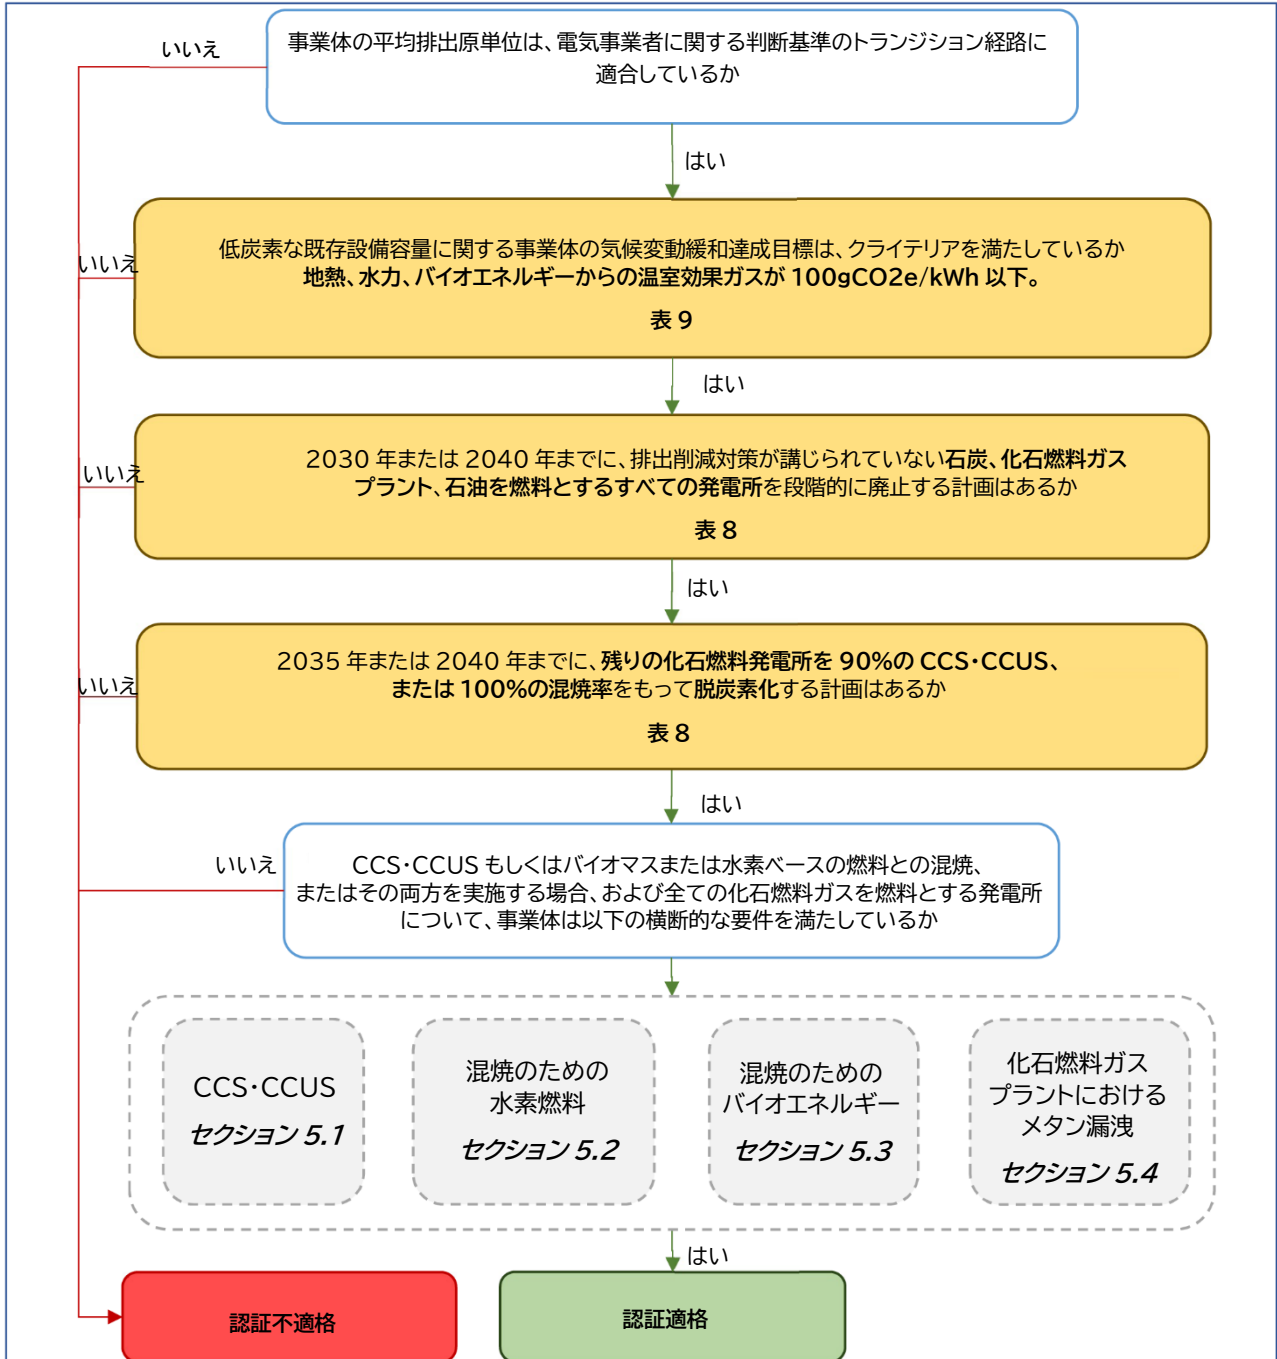 いいえ
事業体の平均排出原単位は、電気事業者に関する判断基準のトランジション経路に
適合しているか
はい
いいえ
低炭素な既存設備容量に関する事業体の気候変動緩和達成目標は、クライテリアを満たしているか
地熱、水力、バイオエネルギーからの温室効果ガスが 100gCO2e/kWh 以下。
表 9
はい
いいえ
2030 年または 2040 年までに、排出削減対策が講じられていない石炭、化石燃料ガス
プラント、石油を燃料とするすべての発電所を段階的に廃止する計画はあるか
表 8
はい
いいえ
2035 年または 2040 年までに、残りの化石燃料発電所を 90%の CCS・CCUS、
または 100%の混焼率をもって脱炭素化する計画はあるか
表 8
はい
いいえ
CCS・CCUS もしくはバイオマスまたは水素ベースの燃料との混焼、
またはその両方を実施する場合、および全ての化石燃料ガスを燃料とする発電所
について、事業体は以下の横断的な要件を満たしているか
CCS・CCUS
セクション 5.1
混焼のための
水素燃料
セクション 5.2
混焼のための
バイオエネルギー
セクション 5.3
化石燃料ガス
プラントにおける
メタン漏洩
セクション 5.4
はい
認証不適格
認証適格